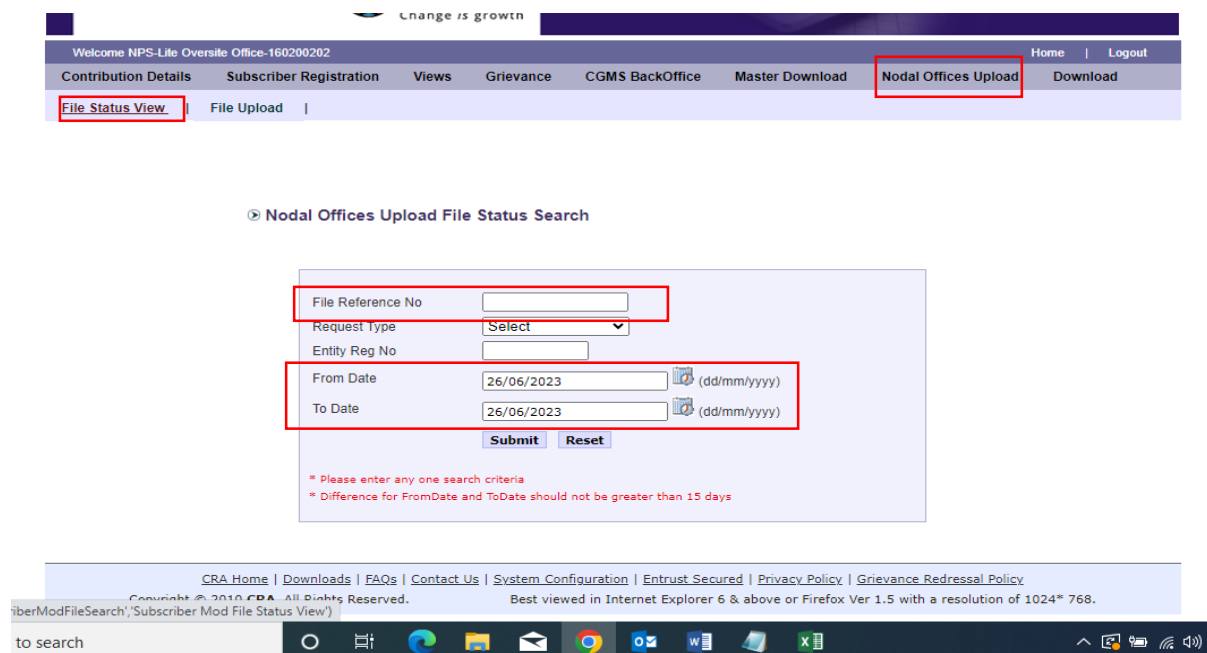 Change is growth
Welcome NPS-Lite Oversite Office-160200202 Home | Logout
Contribution Details Subscriber Registration Views Grievance CGMS BackOffice Master Download Nodal Offices Upload Download
File Status View | File Upload |
Nodal Offices Upload File Status Search
File Reference No
Request Type Select
Entity Reg No
From Date 26/06/2023 (dd/mm/yyyy)
To Date 26/06/2023 (dd/mm/yyyy)
Submit Reset
* Please enter any one search criteria
* Difference for FromDate and ToDate should not be greater than 15 days
CRA Home | Downloads | FAQs | Contact Us | System Configuration | Entrust Secured | Privacy Policy | Grievance Redressal Policy
Copyright © 2010 CRA. All Rights Reserved. Best viewed in Internet Explorer 6 & above or Firefox Ver 1.5 with a resolution of 1024* 768.
riberModFileSearch','Subscriber Mod File Status View')
to search